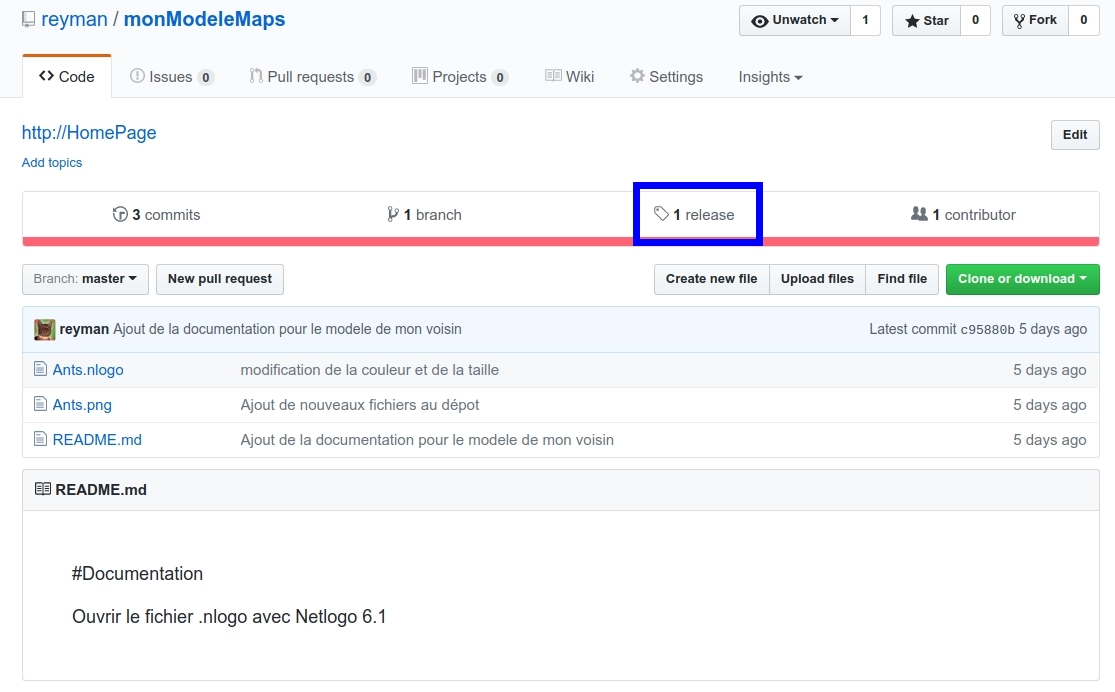 reyman / monModeleMaps Unwatch 1 Star 0 Fork 0
Code Issues 0 Pull requests 0 Projects 0 Wiki Settings Insights
http://HomePage Edit
Add topics
3 commits 1 branch 1 release 1 contributor
Branch: master New pull request Create new file Upload files Find file Clone or download
reyman Ajout de la documentation pour le modele de mon voisin Latest commit c95880b 5 days ago
Ants.nlogo modification de la couleur et de la taille 5 days ago
Ants.png Ajout de nouveaux fichiers au dépot 5 days ago
README.md Ajout de la documentation pour le modele de mon voisin 5 days ago
README.md
#Documentation
Ouvrir le fichier .nlogo avec Netlogo 6.1